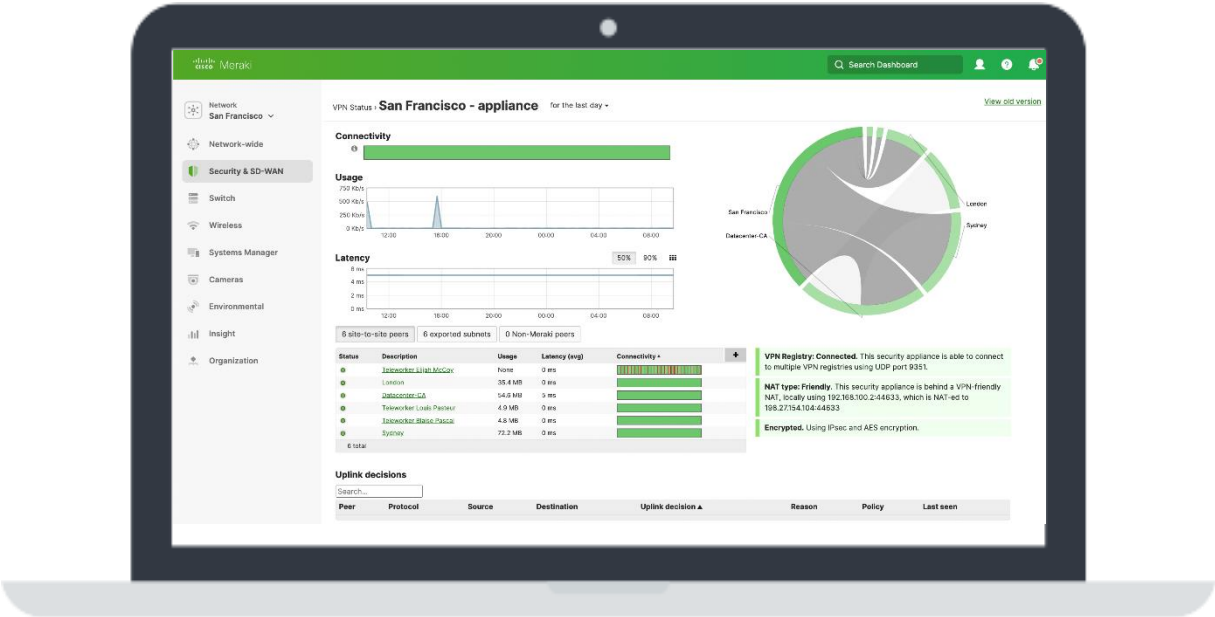 cisco Meraki
Search Dashboard
Network
San Francisco
VPN Status › San Francisco - appliance for the last day
View old version
Network-wide
Security & SD-WAN
Switch
Wireless
Systems Manager
Cameras
Environmental
Insight
Organization
Connectivity
Usage
750 Kb/s
500 Kb/s
250 Kb/s
0 Kb/s
12:00 16:00 20:00 00:00 04:00 08:00
Latency 50% 90%
6 ms
4 ms
2 ms
0 ms
12:00 16:00 20:00 00:00 04:00 08:00
San Francisco
Datacenter-CA
London
Sydney
6 site-to-site peers 6 exported subnets 0 Non-Meraki peers
Status Description Usage Latency (avg) Connectivity +
Teleworker Elijah McCoy None 0 ms
London 35.4 MB 0 ms
Datacenter-CA 54.6 MB 5 ms
Teleworker Louis Pasteur 4.9 MB 0 ms
Teleworker Blaise Pascal 4.8 MB 0 ms
Sydney 72.2 MB 0 ms
6 total
VPN Registry: Connected. This security appliance is able to connect
to multiple VPN registries using UDP port 9351.
NAT type: Friendly. This security appliance is behind a VPN-friendly
NAT, locally using 192.168.100.2:44633, which is NAT-ed to
198.27.154.104:44633
Encrypted. Using IPsec and AES encryption.
Uplink decisions
Search...
Peer Protocol Source Destination Uplink decision ▲ Reason Policy Last seen